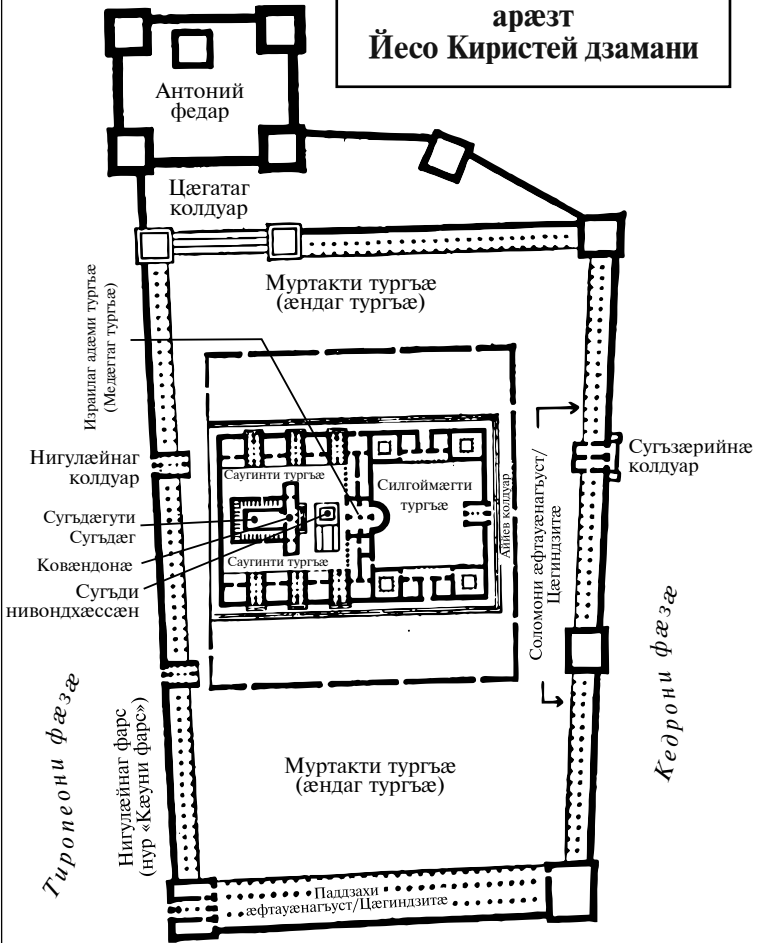 арæзт
Йесо Киристей дзамани
Антоний
федар
Цæгатаг
колдуар
Муртакти тургъæ
(æндаг тургъæ)
Израилаг адæми тургъæ
(Медæггаг тургъæ)
Нигулæйнаг
колдуар
Саугинти тургъæ
Силгоймæгти
тургъæ
Аййев колдуар
Соломони æфтауæнагъуст/
Цæгиндзитæ
Сугъзæрийнæ
колдуар
Сугъдæгути
Сугъдæг
Ковæндонæ
Сугъди
нивондхæссæн
Саугинти тургъæ
Тиропеони фæзæ
Нигулæйнаг фарс
(нур «Кæуни фарс»)
Муртакти тургъæ
(æндаг тургъæ)
Кедрони фæзæ
Паддзахи
æфтауæнагъуст/Цæгиндзитæ